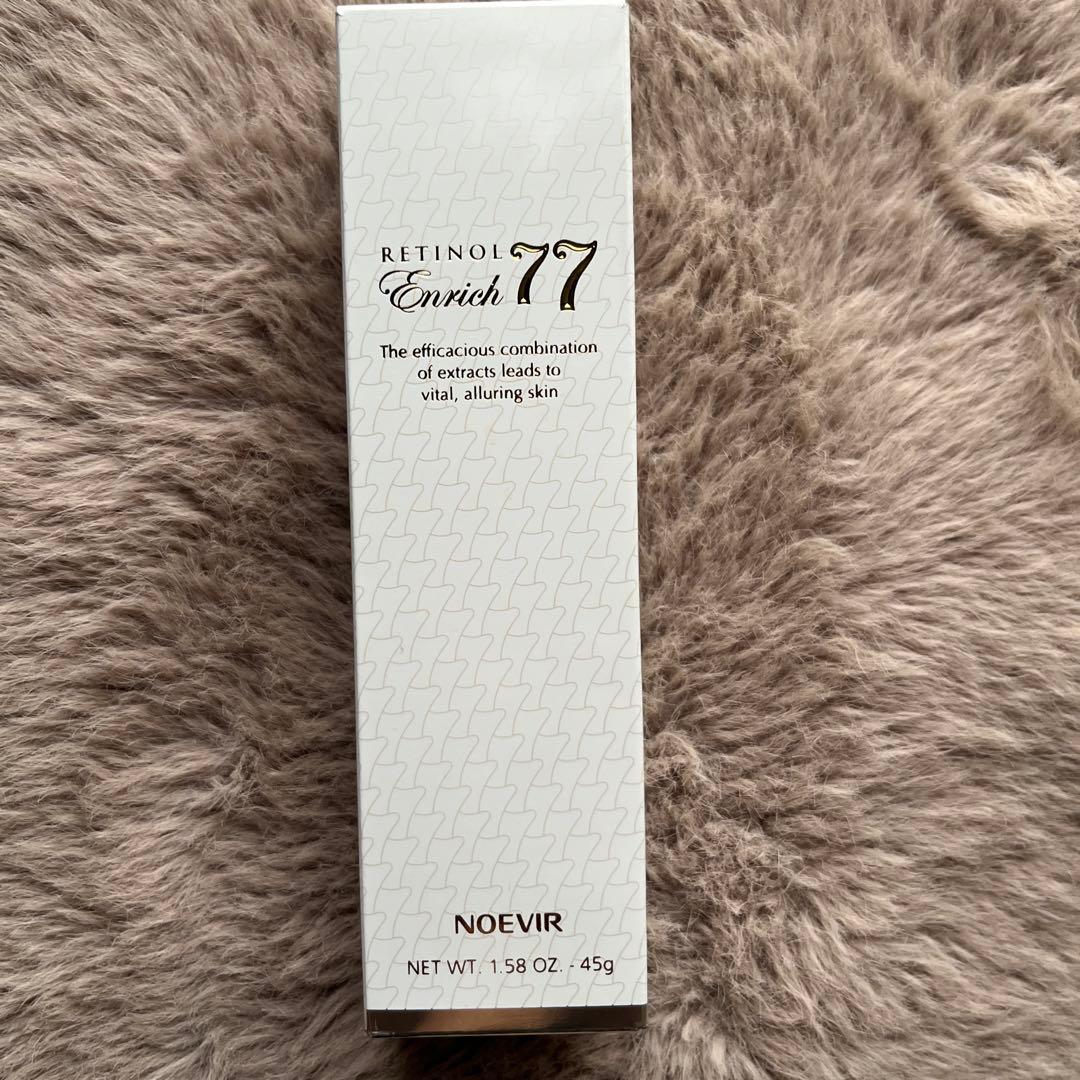 RETINOL
Enrich 77
The efficacious combination
of extracts leads to
vital, alluring skin
NOEVIR
NET WT. 1.58 OZ. - 45g